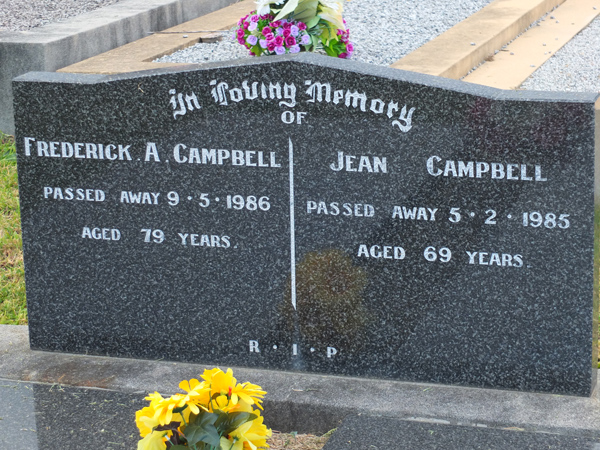 In Loving Memory
OF
FREDERICK. A. CAMPBELL
PASSED AWAY 9 · 5 · 1986
AGED 79 YEARS.
JEAN CAMPBELL
PASSED AWAY 5 · 2 · 1985
AGED 69 YEARS.
R · I · P